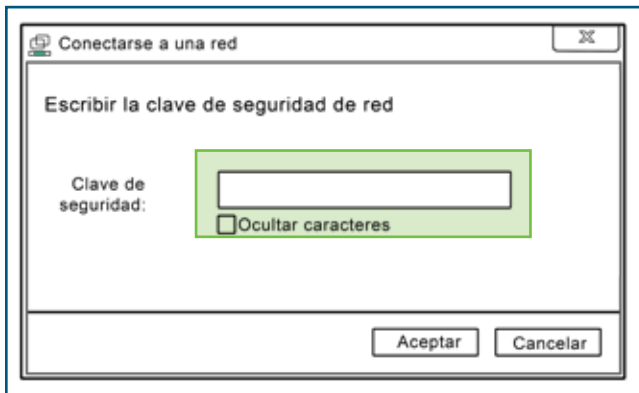 Conectarse a una red
Escribir la clave de seguridad de red
Clave de
seguridad:
Ocultar caracteres
Aceptar Cancelar